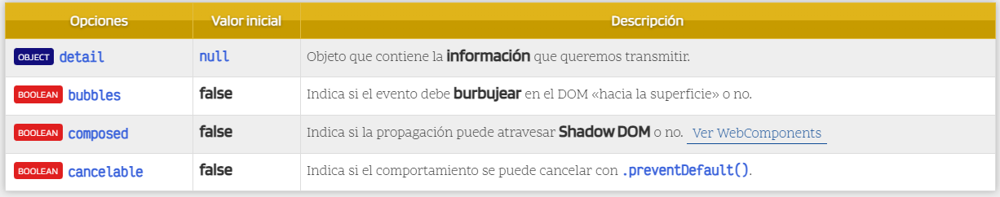 Opciones Valor inicial Descripción
OBJECT detail null Objeto que contiene la información que queremos transmitir.
BOOLEAN bubbles false Indica si el evento debe burbujear en el DOM «hacia la superficie» o no.
BOOLEAN composed false Indica si la propagación puede atravesar Shadow DOM o no. Ver WebComponents
BOOLEAN cancelable false Indica si el comportamiento se puede cancelar con .preventDefault().